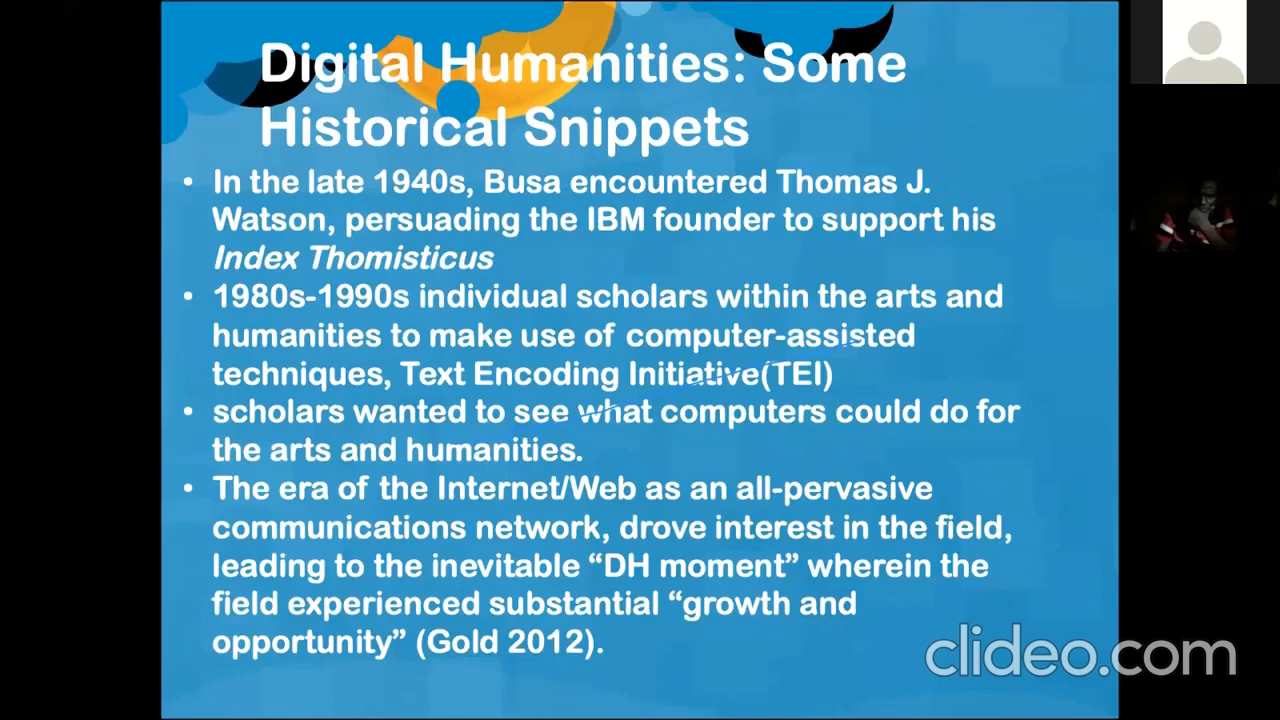 Digital Humanities: Some
Historical Snippets
• In the late 1940s, Busa encountered Thomas J.
Watson, persuading the IBM founder to support his
Index Thomisticus
• 1980s-1990s individual scholars within the arts and
humanities to make use of computer-assisted
techniques, Text Encoding Initiative(TEI)
• scholars wanted to see what computers could do for
the arts and humanities.
• The era of the Internet/Web as an all-pervasive
communications network, drove interest in the field,
leading to the inevitable “DH moment” wherein the
field experienced substantial “growth and
opportunity” (Gold 2012).
clideo.com